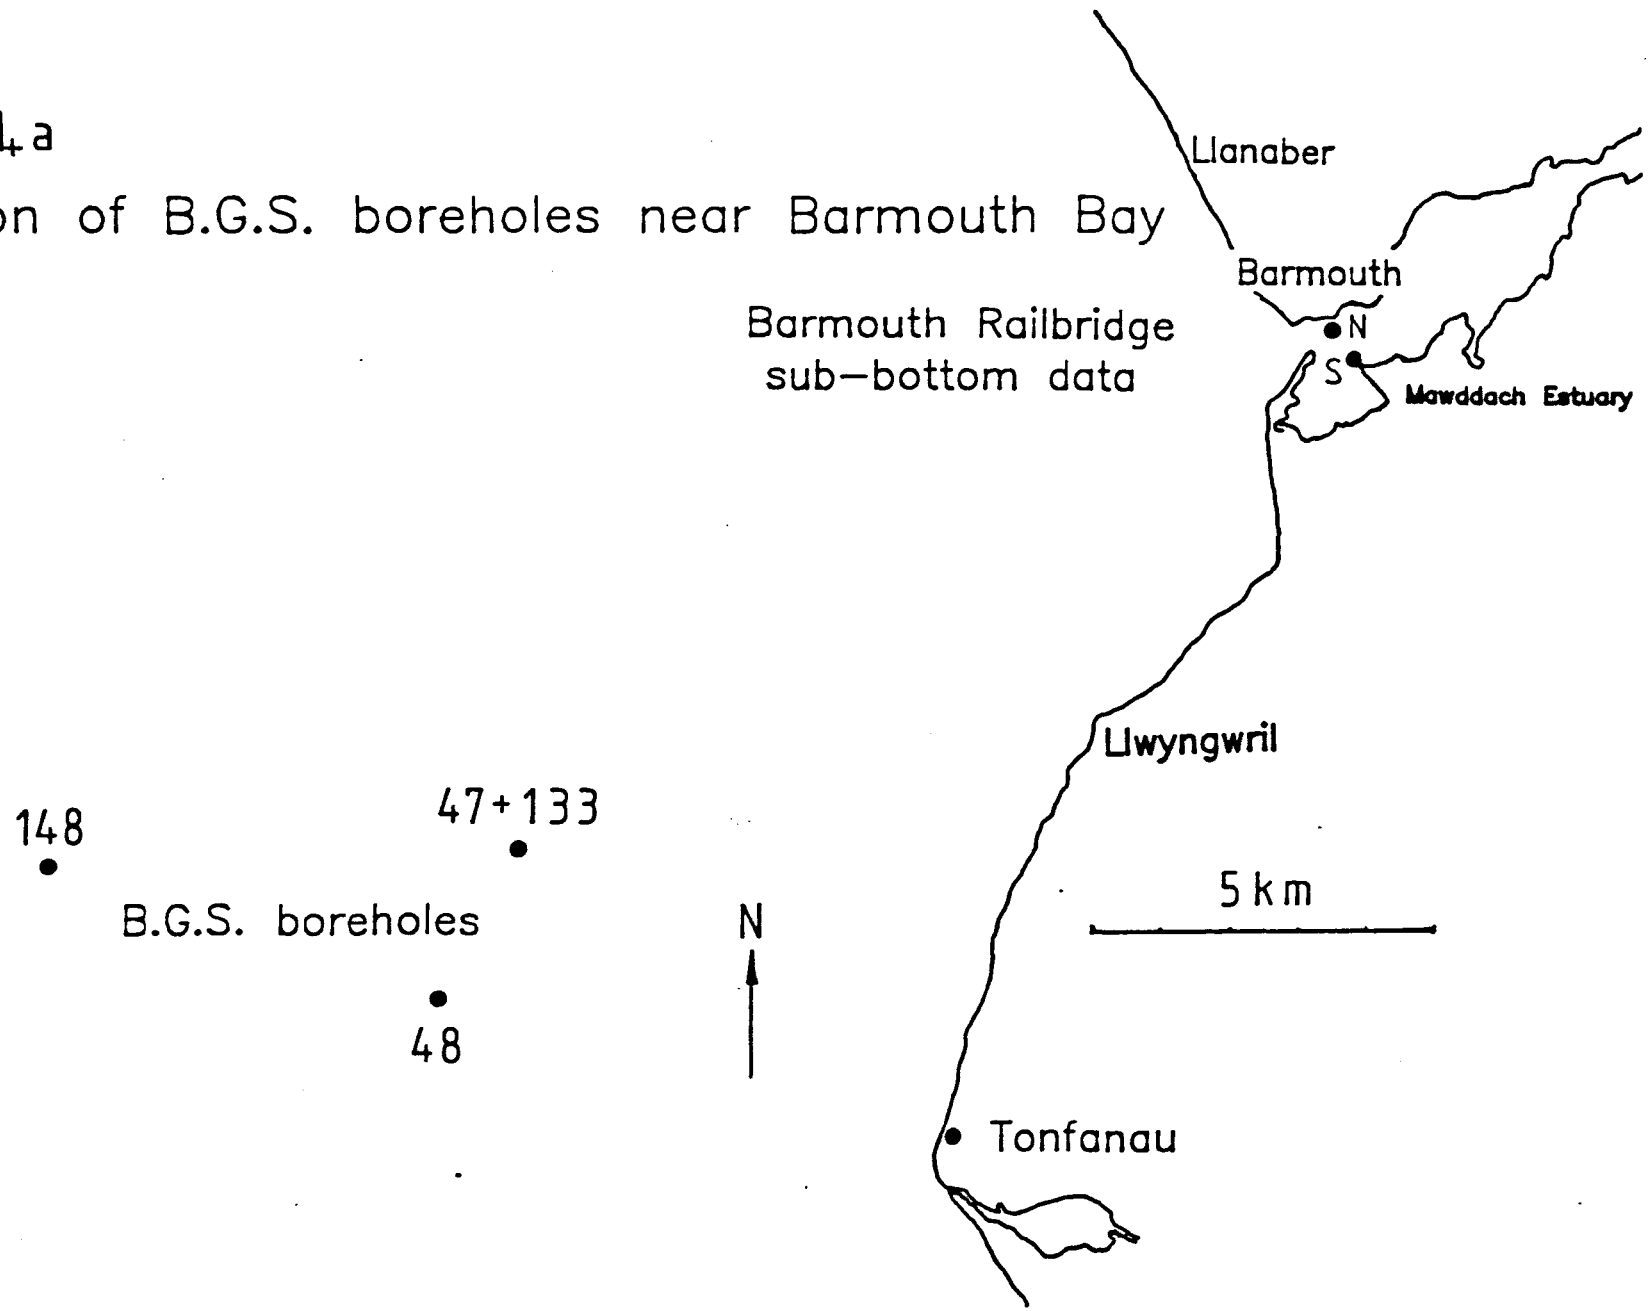 4a
on of B.G.S. boreholes near Barmouth Bay
Llanaber
Barmouth
Barmouth Railbridge
sub-bottom data
N
S
Mawddach Estuary
Llwyngwril
148
47+133
B.G.S. boreholes
48
N
5 km
Tonfanau